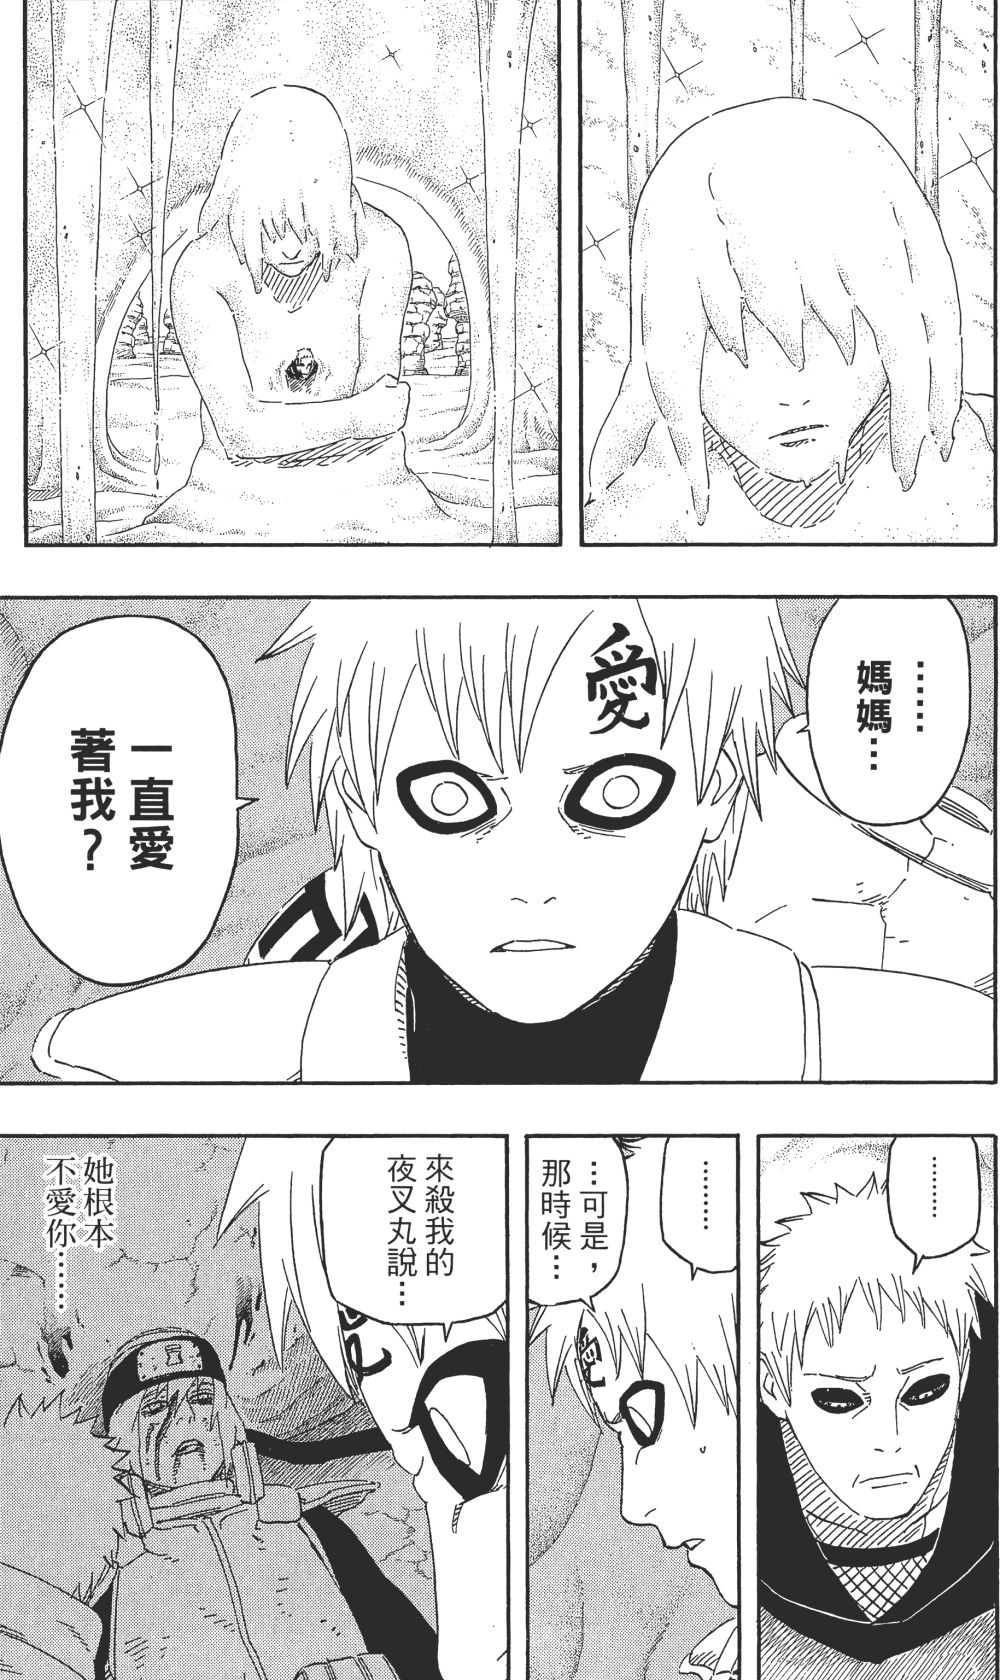 ……
媽媽…
愛
一直愛
著我？
………
………
…可是，
那時候…
愛
來殺我的
夜叉丸說…
她根本
不愛你……